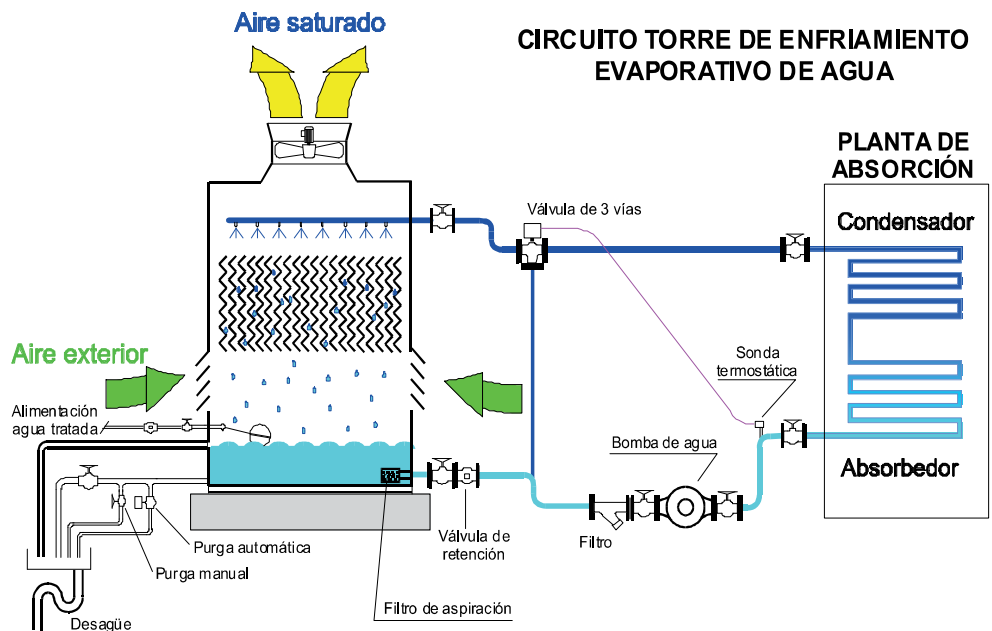 Aire saturado
CIRCUITO TORRE DE ENFRIAMIENTO
EVAPORATIVO DE AGUA
PLANTA DE
ABSORCIÓN
Válvula de 3 vías
Condensador
Aire exterior
Sonda
termostática
Alimentación
agua tratada
Bomba de agua
Absorbedor
Purga automática
Válvula de
retención
Filtro
Purga manual
Filtro de aspiración
Desagüe